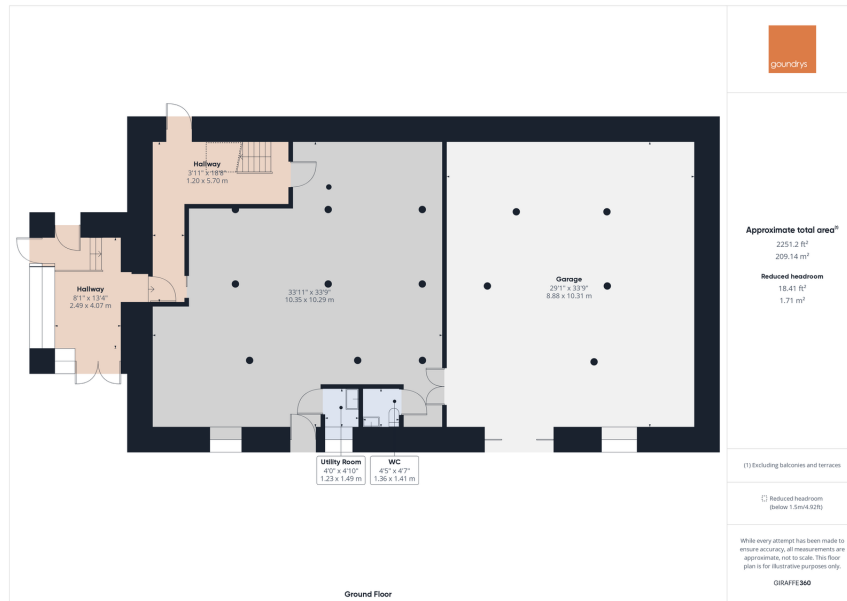 Hallway
3'11" x 18'8"
1.20 x 5.70 m
Hallway
8'1" x 13'4"
2.49 x 4.07 m
33'11" x 33'9"
10.35 x 10.29 m
Garage
29'1" x 33'9"
8.88 x 10.31 m
Utility Room
4'0" x 4'10"
1.23 x 1.49 m
WC
4'5" x 4'7"
1.36 x 1.41 m
Ground Floor
goundrys
Approximate total area⁽¹⁾
2251.2 ft²
209.14 m²
Reduced headroom
18.41 ft²
1.71 m²
(1) Excluding balconies and terraces
Reduced headroom
(below 1.5m/4.92ft)
While every attempt has been made to
ensure accuracy, all measurements are
approximate, not to scale. This floor
plan is for illustrative purposes only.
GIRAFFE360